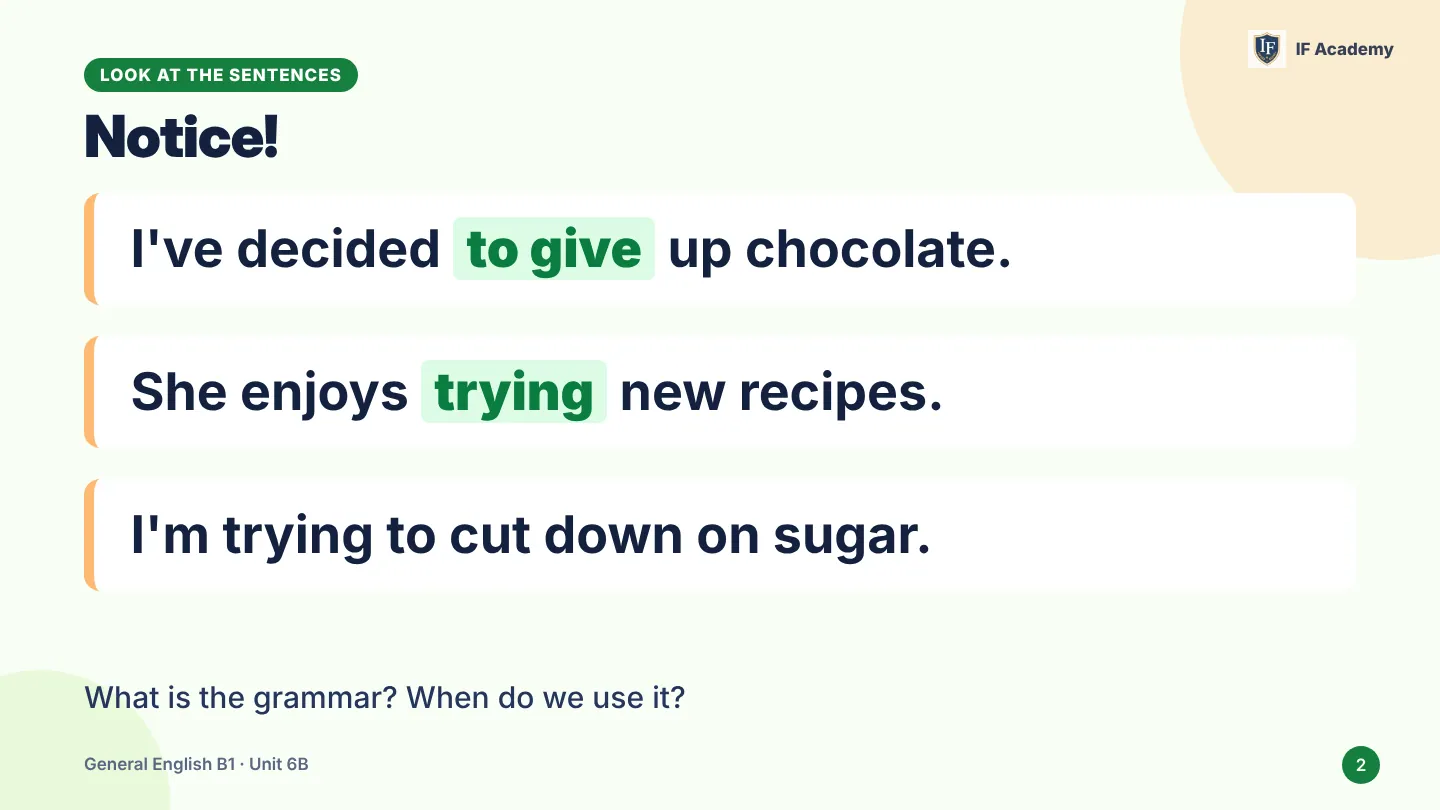 IF
IF Academy
LOOK AT THE SENTENCES
Notice!
I've decided to give up chocolate.
She enjoys trying new recipes.
I'm trying to cut down on sugar.
What is the grammar? When do we use it?
General English B1 · Unit 6B
2